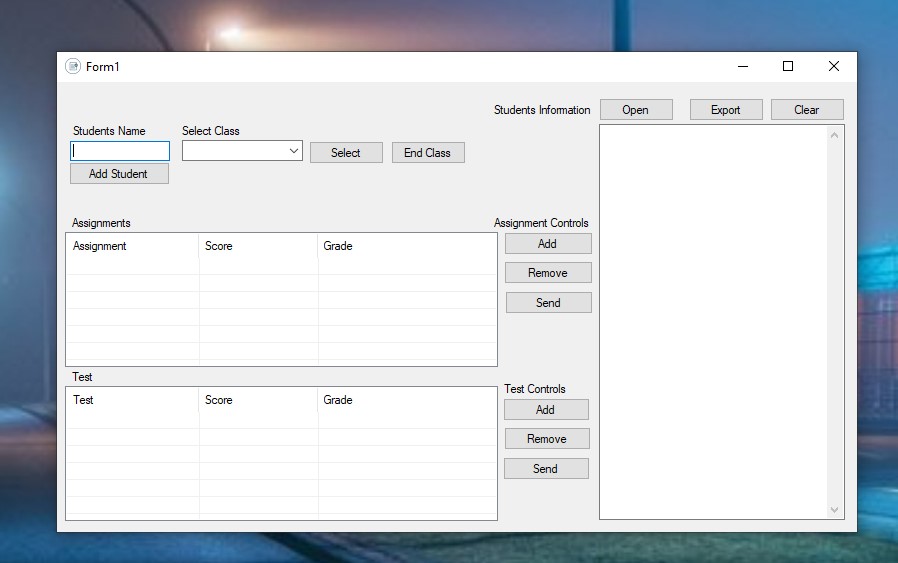 Form1
Students Information Open Export Clear
Students Name Select Class
Select End Class
Add Student
Assignments Assignment Controls
Assignment Score Grade Add
Remove
Send
Test
Test Controls
Test Score Grade Add
Remove
Send